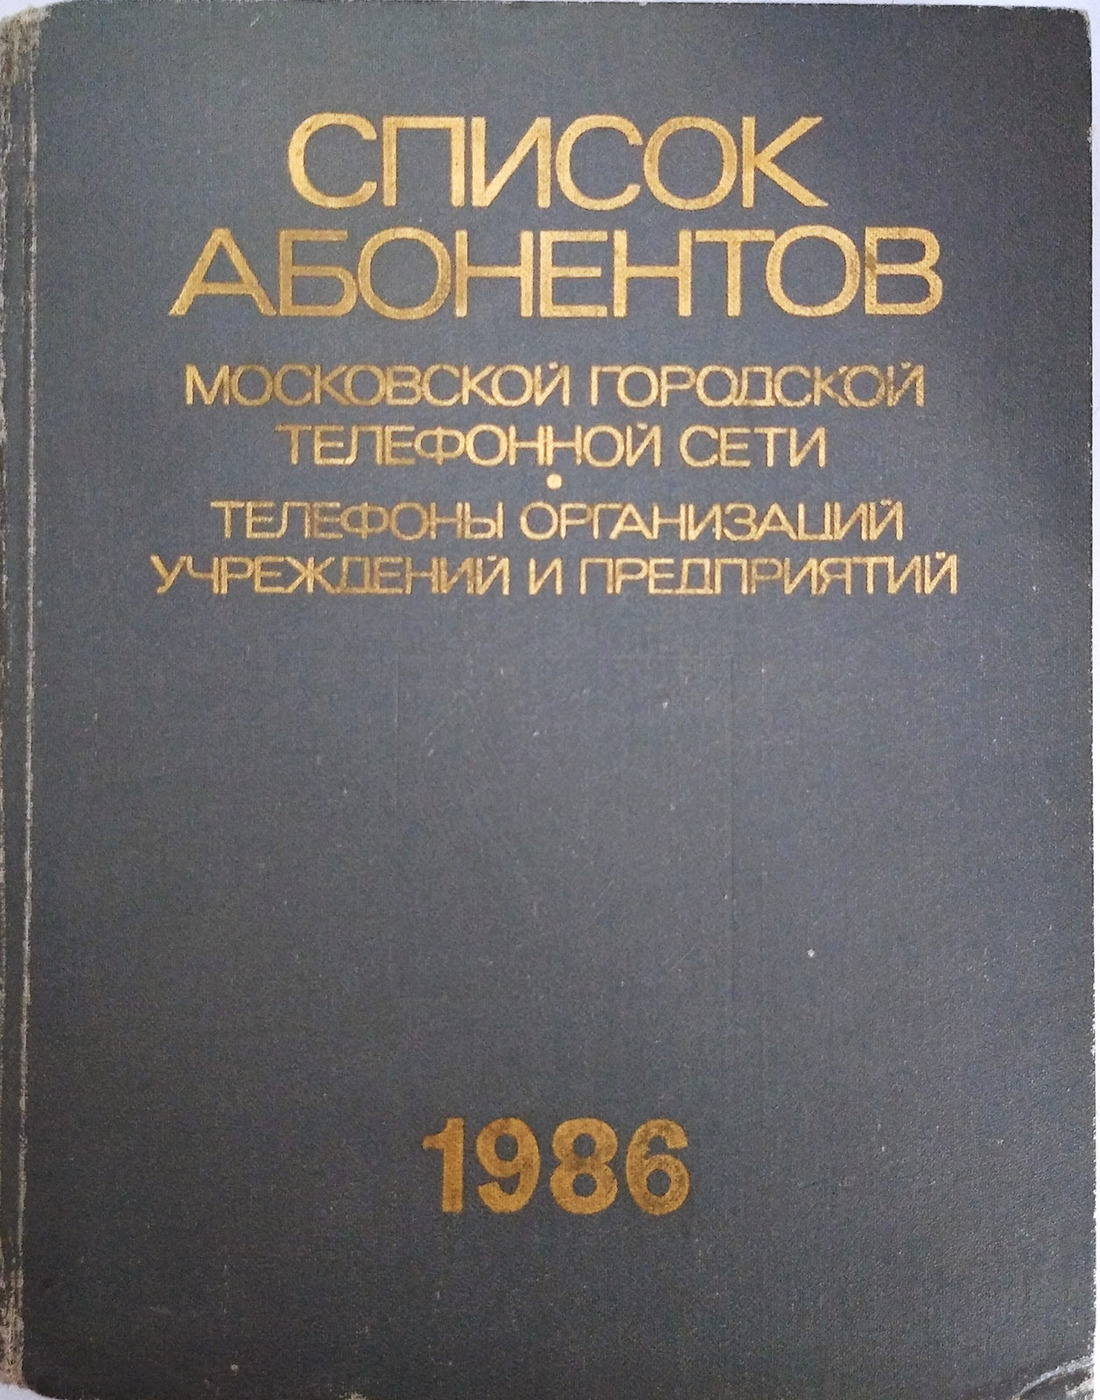 СПИСОК
АБОНЕНТОВ
МОСКОВСКОЙ ГОРОДСКОЙ
ТЕЛЕФОННОЙ СЕТИ
•
ТЕЛЕФОНЫ ОРГАНИЗАЦИЙ
УЧРЕЖДЕНИЙ И ПРЕДПРИЯТИЙ
1986